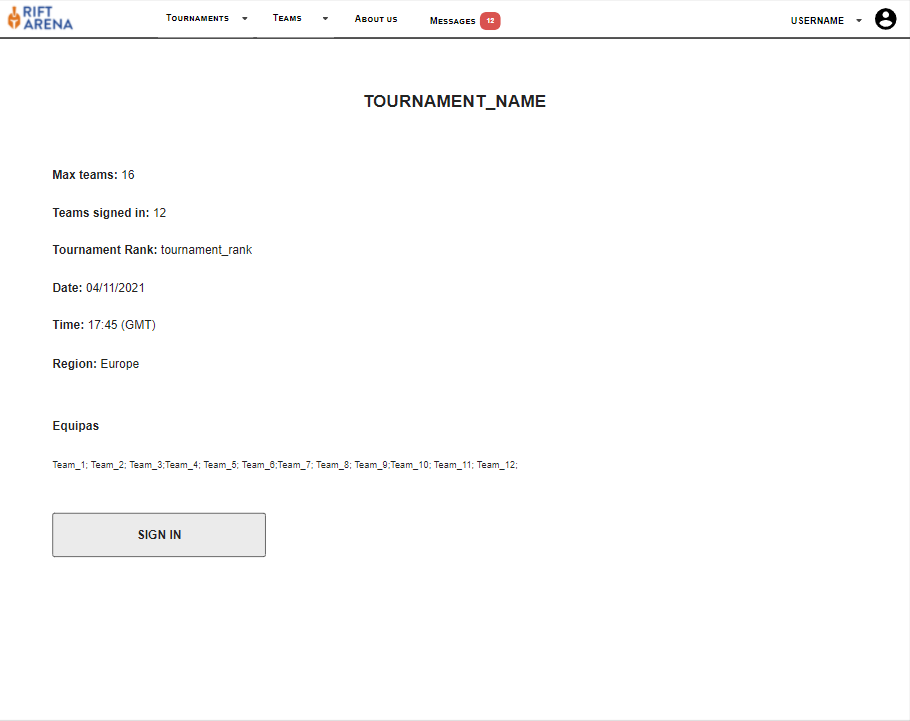 RIFT ARENA
Tournaments Teams About us Messages 12 USERNAME
TOURNAMENT_NAME
Max teams: 16
Teams signed in: 12
Tournament Rank: tournament_rank
Date: 04/11/2021
Time: 17:45 (GMT)
Region: Europe
Equipas
Team_1; Team_2; Team_3;Team_4; Team_5; Team_6;Team_7; Team_8; Team_9;Team_10; Team_11; Team_12;
SIGN IN